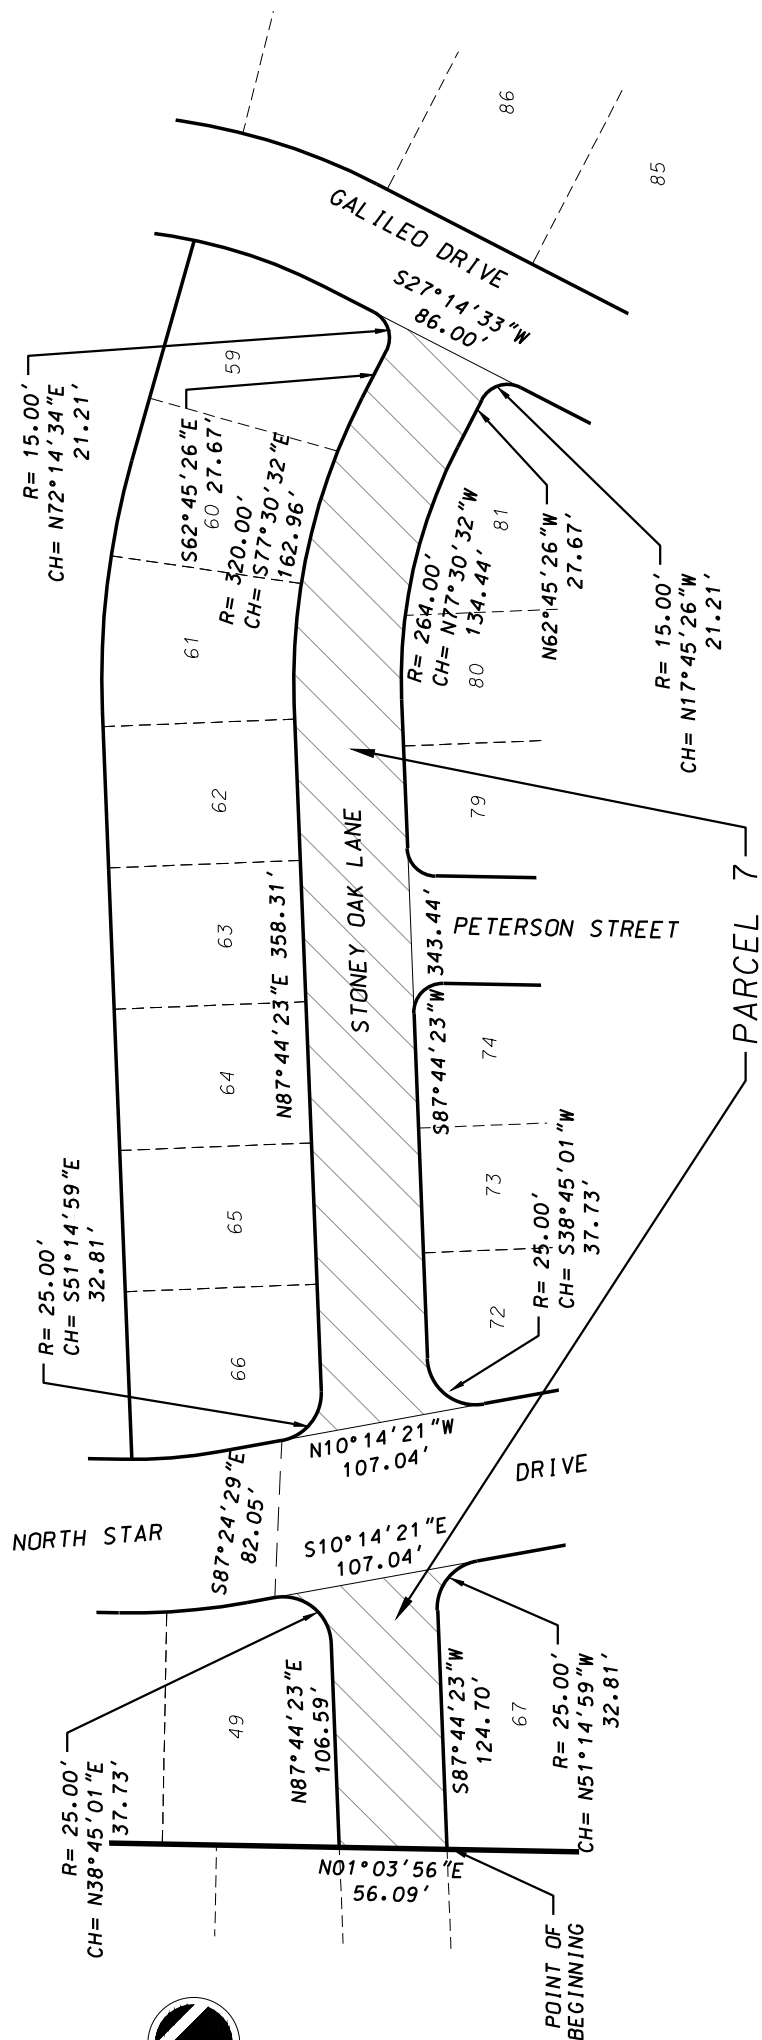 86
85
GALILEO DRIVE
S27°14'33"W
86.00'
R= 15.00'
CH= N72°14'34"E
21.21'
59
S62°45'26"E
27.67'
60
R= 320.00'
CH= S77°30'32"E
162.96'
81
R= 264.00'
CH= N77°30'32"W
134.44'
N62°45'26"W
27.67'
R= 15.00'
CH= N17°45'26"W
21.21'
61
80
62
79
STONEY OAK LANE
PARCEL 7
63
N87°44'23"E 358.31'
S87°44'23"W 343.44'
PETERSON STREET
64
74
65
73
R= 25.00'
CH= S51°14'59"E
32.81'
R= 25.00'
CH= S38°45'01"W
37.73'
66
72
N10°14'21"W
107.04'
NORTH STAR
DRIVE
S87°24'29"E
82.05'
S10°14'21"E
107.04'
49
N87°44'23"E
106.59'
S87°44'23"W
124.70'
67
R= 25.00'
CH= N51°14'59"W
32.81'
R= 25.00'
CH= N38°45'01"E
37.73'
N01°03'56"E
56.09'
POINT OF
BEGINNING